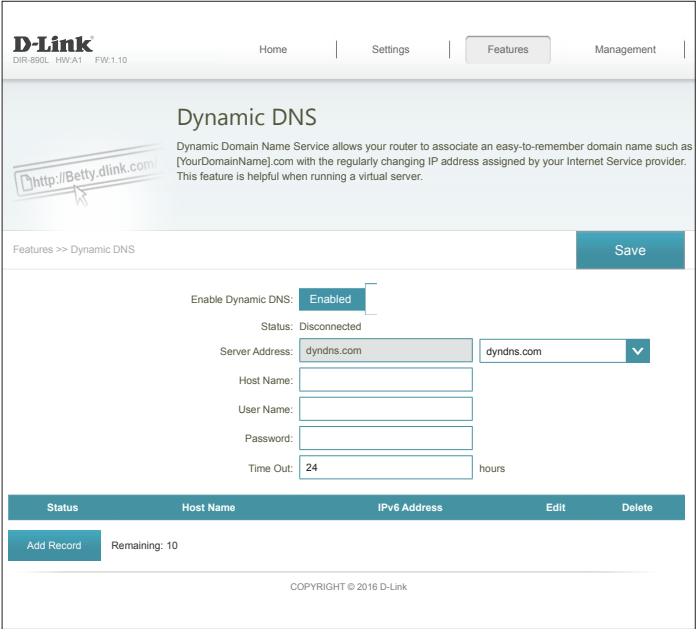 D-Link
DIR-890L HW:A1 FW:1.10
Home
Settings
Features
Management
Dynamic DNS
Dynamic Domain Name Service allows your router to associate an easy-to-remember domain name such as
[YourDomainName].com with the regularly changing IP address assigned by your Internet Service provider.
This feature is helpful when running a virtual server.
http://Betty.dlink.com/
Features >> Dynamic DNS
Save
Enable Dynamic DNS: Enabled
Status: Disconnected
Server Address: dyndns.com dyndns.com
Host Name:
User Name:
Password:
Time Out: 24 hours
Status Host Name IPv6 Address Edit Delete
Add Record Remaining: 10
COPYRIGHT © 2016 D-Link